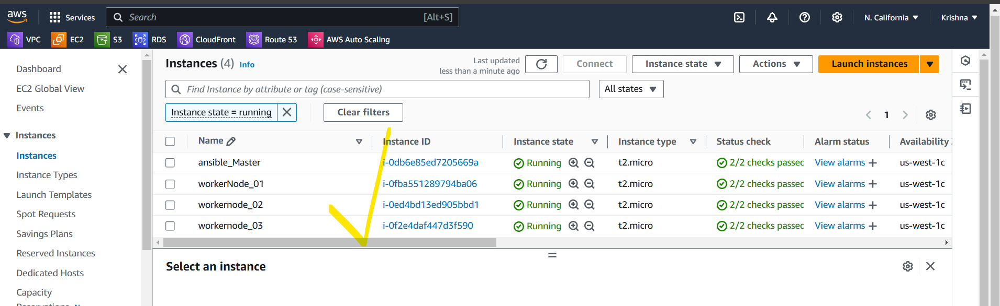 aws Services Search [Alt+S] N. California Krishna
VPC EC2 S3 RDS CloudFront Route 53 AWS Auto Scaling
Dashboard
EC2 Global View
Events
Instances
Instances
Instance Types
Launch Templates
Spot Requests
Savings Plans
Reserved Instances
Dedicated Hosts
Capacity
Instances (4) Info
Last updated
less than a minute ago
Connect Instance state Actions Launch instances
Find Instance by attribute or tag (case-sensitive) All states
Instance state = running Clear filters
1
Name Instance ID Instance state Instance type Status check Alarm status Availability
ansible_Master i-0db6e85ed7205669a Running t2.micro 2/2 checks passed View alarms + us-west-1c
workerNode_01 i-0fba551289794ba06 Running t2.micro 2/2 checks passed View alarms + us-west-1c
workernode_02 i-0ed4bd13ed905bbd1 Running t2.micro 2/2 checks passed View alarms + us-west-1c
workernode_03 i-0f2e4daf447d3f590 Running t2.micro 2/2 checks passed View alarms + us-west-1c
Select an instance